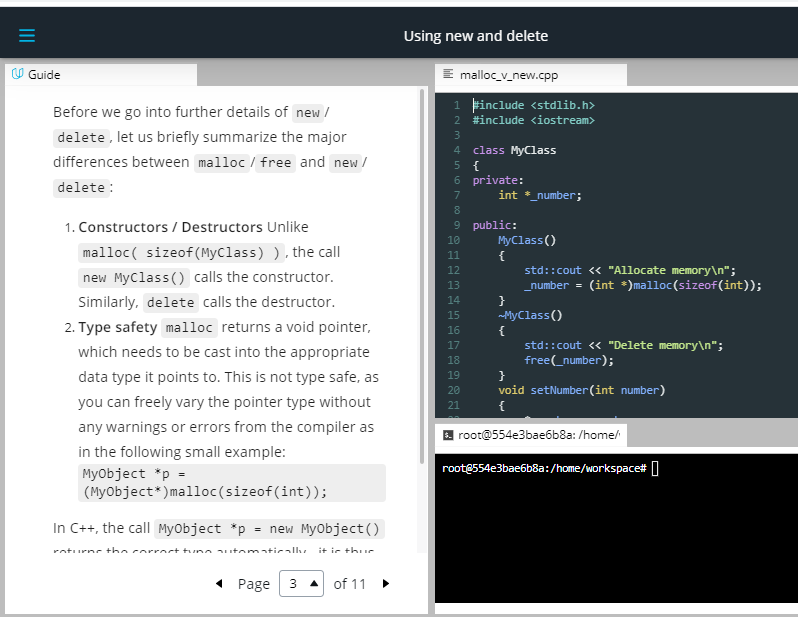 Using new and delete
Guide
Before we go into further details of new /
delete , let us briefly summarize the major
differences between malloc / free and new /
delete :
1. Constructors / Destructors Unlike
malloc( sizeof(MyClass) ) , the call
new MyClass() calls the constructor.
Similarly, delete calls the destructor.
2. Type safety malloc returns a void pointer,
which needs to be cast into the appropriate
data type it points to. This is not type safe, as
you can freely vary the pointer type without
any warnings or errors from the compiler as
in the following small example:
MyObject *p =
(MyObject*)malloc(sizeof(int));
In C++, the call MyObject *p = new MyObject()
returns the correct type automatically - it is thus
Page 3 of 11
malloc_v_new.cpp
1 #include <stdlib.h>
2 #include <iostream>
3
4 class MyClass
5 {
6 private:
7 int *_number;
8
9 public:
10 MyClass()
11 {
12 std::cout << "Allocate memory\n";
13 _number = (int *)malloc(sizeof(int));
14 }
15 ~MyClass()
16 {
17 std::cout << "Delete memory\n";
18 free(_number);
19 }
20 void setNumber(int number)
21 {
root@554e3bae6b8a: /home/
root@554e3bae6b8a:/home/workspace#